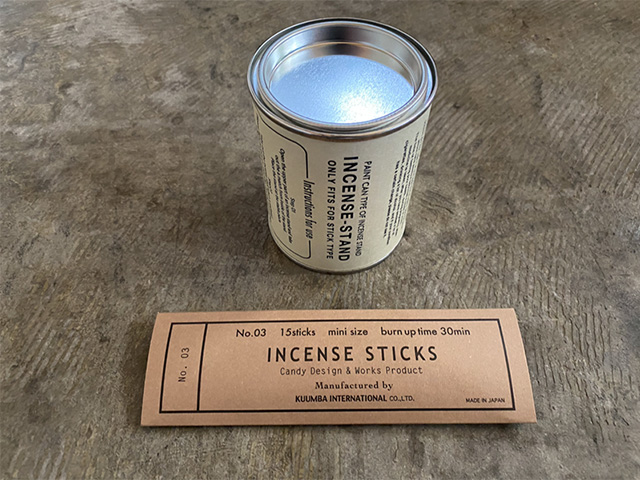 PAINT CAN TYPE OF INCENSE STAND
INCENSE-STAND
ONLY FITS FOR STICK TYPE
Instructions for use
No.03 15sticks mini size burn up time 30min
INCENSE STICKS
Candy Design & Works Product
Manufactured by
KUUMBA INTERNATIONAL CO.,LTD.
MADE IN JAPAN
No. 03